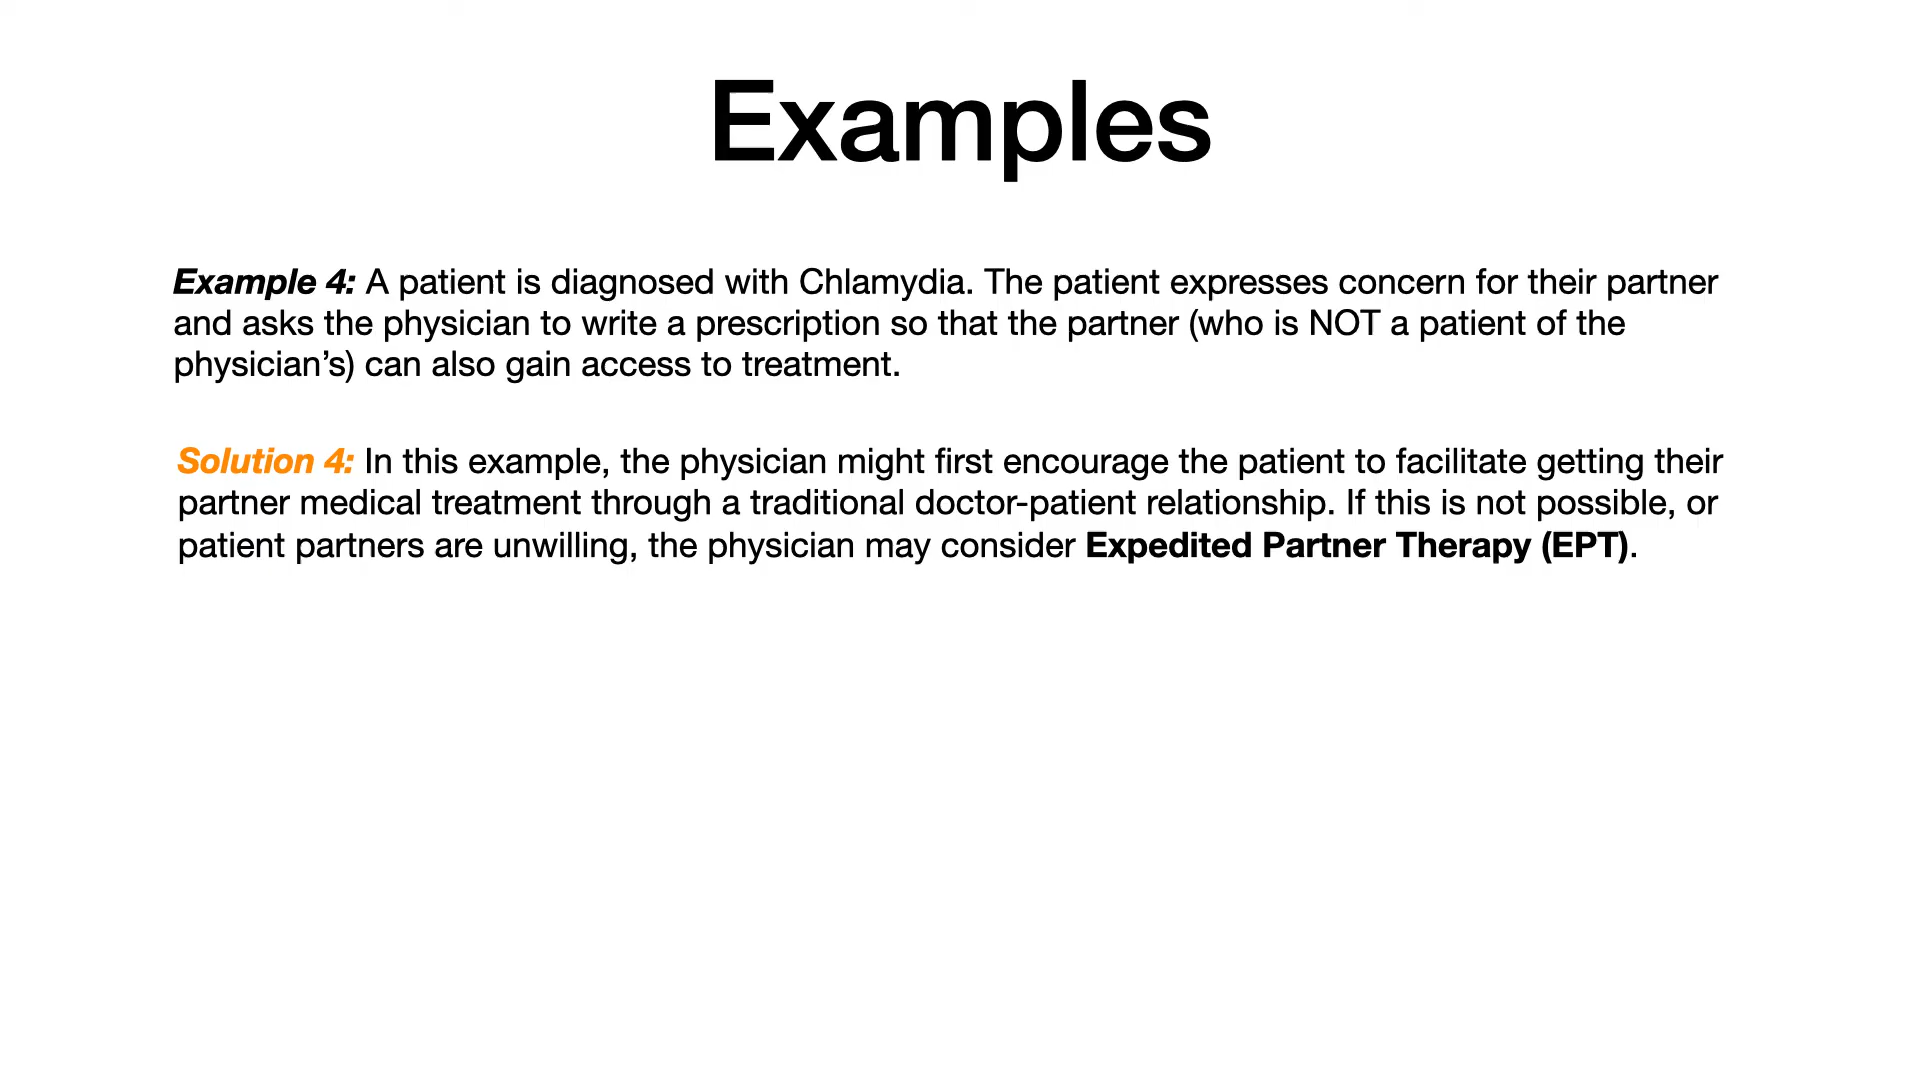 Examples
Example 4: A patient is diagnosed with Chlamydia. The patient expresses concern for their partner
and asks the physician to write a prescription so that the partner (who is NOT a patient of the
physician’s) can also gain access to treatment.
Solution 4: In this example, the physician might first encourage the patient to facilitate getting their
partner medical treatment through a traditional doctor-patient relationship. If this is not possible, or
patient partners are unwilling, the physician may consider Expedited Partner Therapy (EPT).